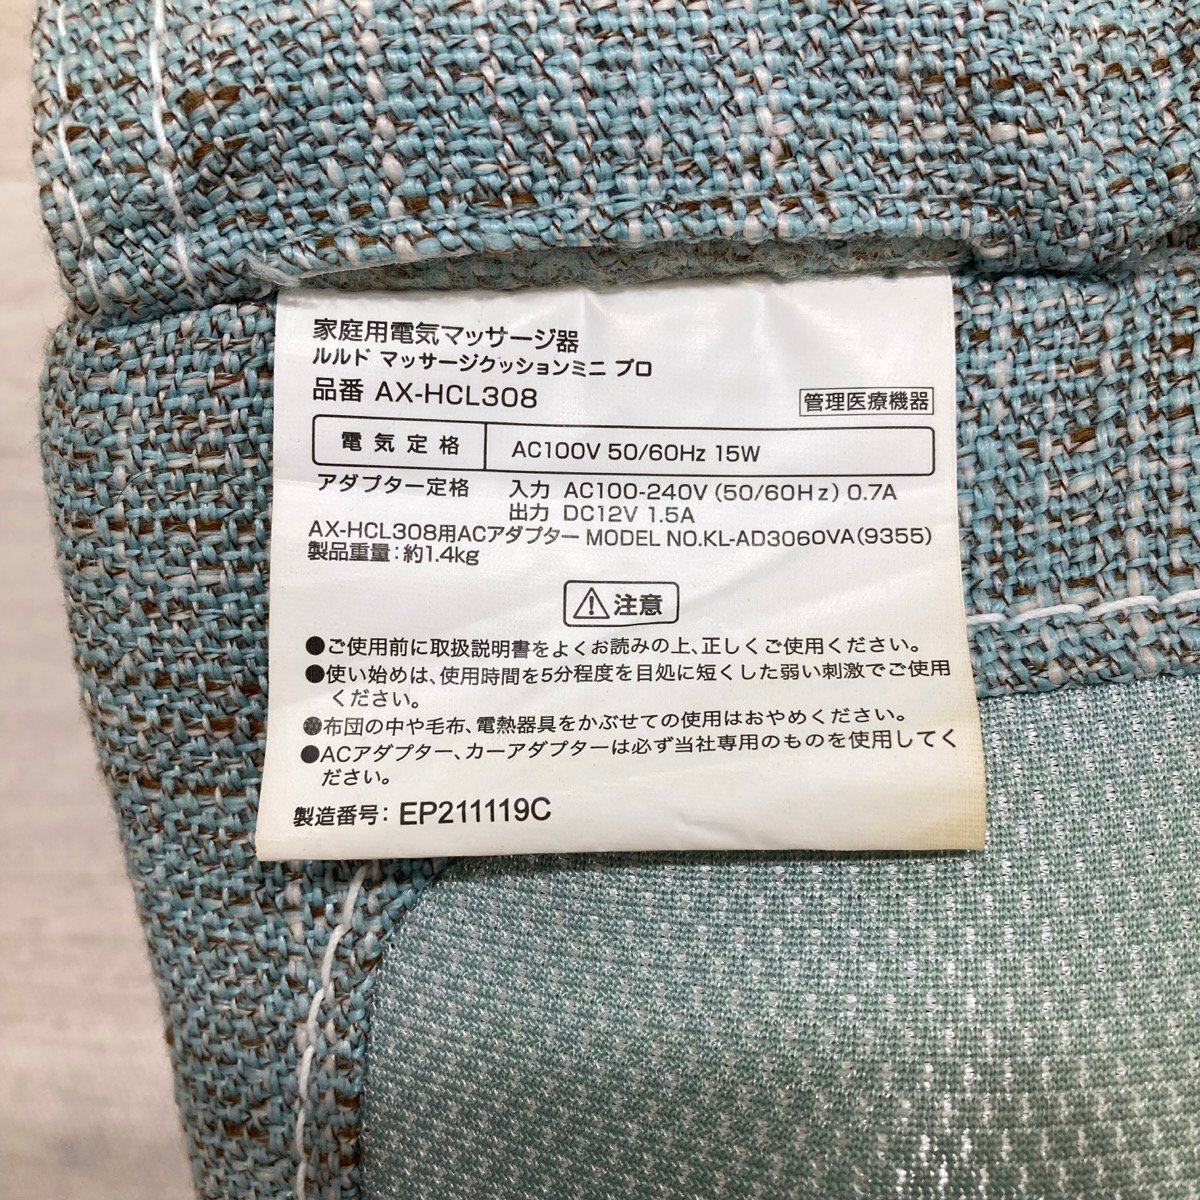 家庭用電気マッサージ器
ルルド マッサージクッションミニ プロ
品番 AX-HCL308
管理医療機器
電気定格 AC100V 50/60Hz 15W
アダプター定格 入力 AC100-240V (50/60Hz) 0.7A
出力 DC12V 1.5A
AX-HCL308用ACアダプター MODEL NO.KL-AD3060VA(9355)
製品重量：約1.4kg
⚠注意
●ご使用前に取扱説明書をよくお読みの上、正しくご使用ください。
●使い始めは、使用時間を5分程度を目処に短くした弱い刺激でご使用
ください。
●布団の中や毛布、電熱器具をかぶせての使用はおやめください。
●ACアダプター、カーアダプターは必ず当社専用のものを使用してく
ださい。
製造番号：EP211119C